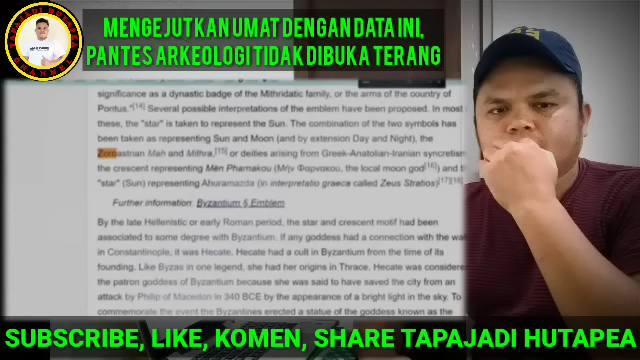 MENGEJUTKAN UMAT DENGAN DATA INI,
PANTES ARKEOLOGI TIDAK DIBUKA TERANG
significance as a dynastic badge of the Mithridatic family, or the arms of the country of
Pontus."[14] Several possible interpretations of the emblem have been proposed. In most
these, the "star" is taken to represent the Sun. The combination of the two symbols has
been taken as representing Sun and Moon (and by extension Day and Night), the
Zoroastrian Mah and Mithra,[15] or deities arising from Greek-Anatolian-Iranian syncretism
the crescent representing Mēn Pharnakou (Μήν Φαρνακου, the local moon god[16]) and th
"star" (Sun) representing Ahuramazda (in interpretatio graeca called Zeus Stratios)[17][18]
Further information: Byzantium § Emblem
By the late Hellenistic or early Roman period, the star and crescent motif had been
associated to some degree with Byzantium. If any goddess had a connection with the wal
in Constantinople, it was Hecate. Hecate had a cult in Byzantium from the time of its
founding. Like Byzas in one legend, she had her origins in Thrace. Hecate was considere
the patron goddess of Byzantium because she was said to have saved the city from an
attack by Philip of Macedon in 340 BCE by the appearance of a bright light in the sky. To
commemorate the event the Byzantines erected a statue of the goddess known as the
SUBSCRIBE, LIKE, KOMEN, SHARE TAPAJADI HUTAPEA